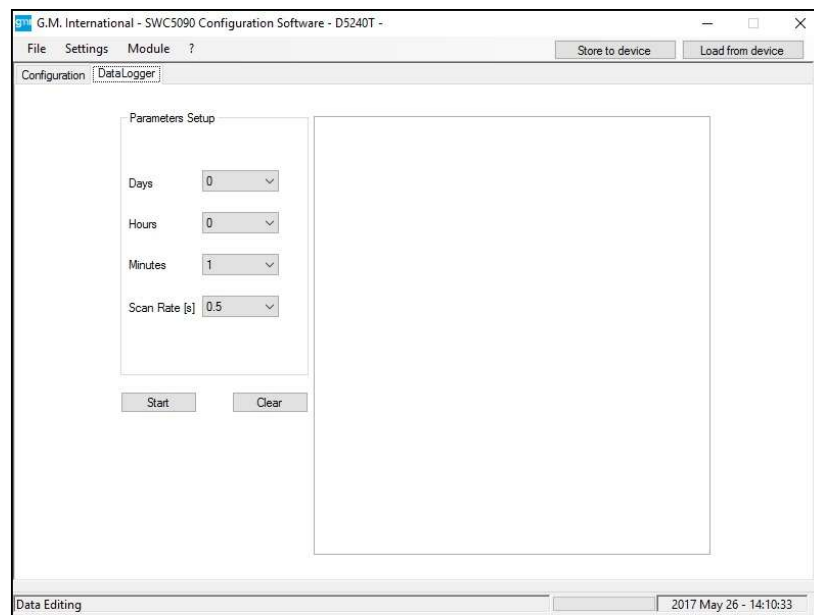 gmi G.M. International - SWC5090 Configuration Software - D5240T -
File Settings Module ? Store to device Load from device
Configuration DataLogger
Parameters Setup
Days 0
Hours 0
Minutes 1
Scan Rate [s] 0.5
Start Clear
Data Editing 2017 May 26 - 14:10:33